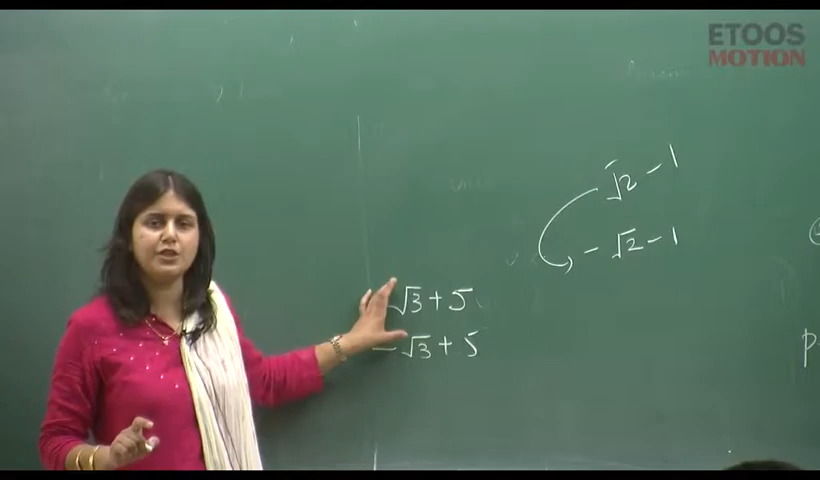 ETOOS
MOTION
√2 - 1
- √2 - 1
√3 + 5
- √3 + 5
p